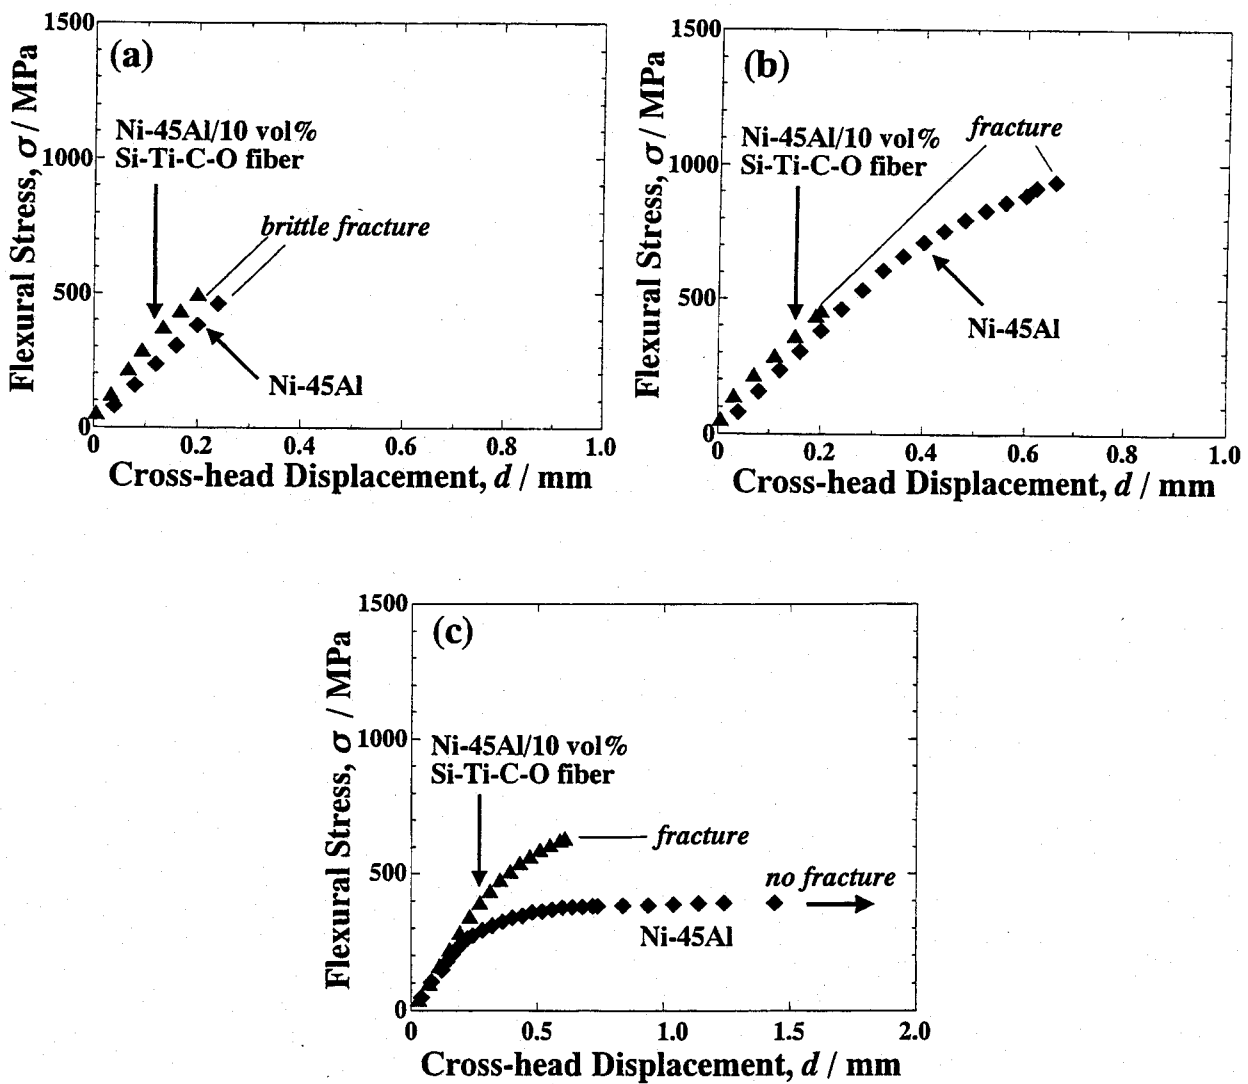 (a)
Flexural Stress, σ / MPa
1500
1000
500
0
Ni-45Al/10 vol%
Si-Ti-C-O fiber
brittle fracture
Ni-45Al
0 0.2 0.4 0.6 0.8 1.0
Cross-head Displacement, d / mm
(b)
Flexural Stress, σ / MPa
1500
1000
500
0
Ni-45Al/10 vol%
Si-Ti-C-O fiber
fracture
Ni-45Al
0 0.2 0.4 0.6 0.8 1.0
Cross-head Displacement, d / mm
(c)
Flexural Stress, σ / MPa
1500
1000
500
0
Ni-45Al/10 vol%
Si-Ti-C-O fiber
fracture
no fracture
Ni-45Al
0 0.5 1.0 1.5 2.0
Cross-head Displacement, d / mm